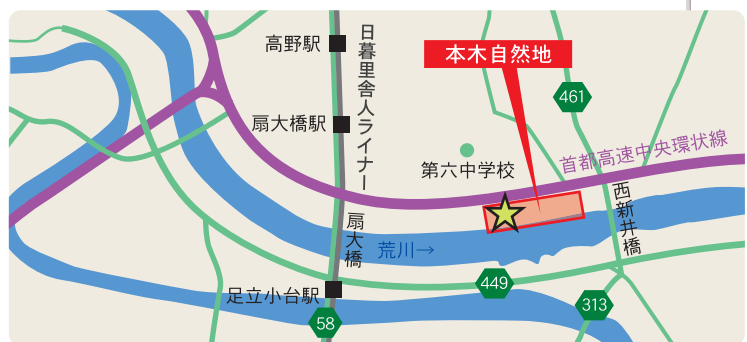 高野駅
日暮里舎人ライナー
本木自然地
461
扇大橋駅
首都高速中央環状線
第六中学校
西新井橋
扇大橋
荒川→
449
足立小台駅
313
58